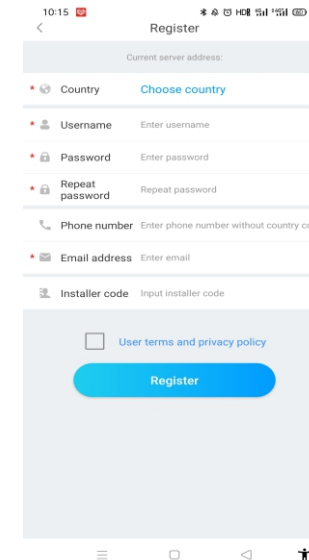 10:15
Register
Current server address:
* Country Choose country
* Username Enter username
* Password Enter password
* Repeat password Repeat password
Phone number Enter phone number without country
* Email address Enter email
Installer code Input installer code
User terms and privacy policy
Register